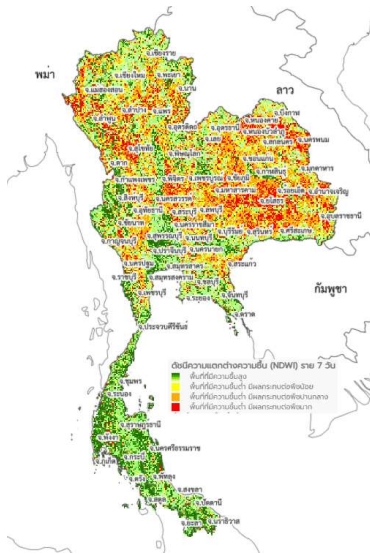 จ.เชียงราย
พม่า
จ.เชียงใหม่
จ.พะเยา
จ.แม่ฮ่องสอน
จ.น่าน
ลาว
จ.ลำปาง
จ.แพร่
จ.ลำพูน
จ.บึงกาฬ
จ.หนองคาย
จ.อุตรดิตถ์
จ.อุดรธานี
จ.นครพนม
จ.เลย
จ.หนองบัวลำภู
จ.สุโขทัย
จ.สกลนคร
จ.ตาก
จ.พิษณุโลก
จ.ขอนแก่น
จ.มุกดาหาร
จ.กาฬสินธุ์
จ.กำแพงเพชร
จ.พิจิตร
จ.เพชรบูรณ์
จ.ชัยภูมิ
จ.มหาสารคาม
จ.ร้อยเอ็ด
จ.อำนาจเจริญ
จ.สิงห์บุรี
จ.นครสวรรค์
จ.ยโสธร
จ.อุทัยธานี
จ.สระบุรี
จ.ลพบุรี
จ.อุบลราชธานี
จ.ชัยนาท
จ.นครราชสีมา
จ.บุรีรัมย์
จ.สุรินทร์
จ.ศรีสะเกษ
จ.สุพรรณบุรี
จ.นนทบุรี
จ.กาญจนบุรี
จ.ปราจีนบุรี
จ.นครนายก
จ.นครปฐม
จ.สมุทรสาคร
จ.สระแก้ว
จ.ราชบุรี
จ.สมุทรสงคราม
จ.ชลบุรี
กัมพูชา
จ.เพชรบุรี
จ.ระยอง
จ.จันทบุรี
จ.ตราด
จ.ประจวบคีรีขันธ์
ดัชนีความแตกต่างความชื้น (NDWI) ราย 7 วัน
พื้นที่ที่มีความชื้นสูง
พื้นที่ที่มีความชื้นต่ำ มีผลกระทบต่อพืชน้อย
พื้นที่ที่มีความชื้นต่ำ มีผลกระทบต่อพืชปานกลาง
พื้นที่ที่มีความชื้นต่ำ มีผลกระทบต่อพืชมาก
จ.ชุมพร
จ.ระนอง
จ.สุราษฎร์ธานี
จ.พังงา
จ.นครศรีธรรมราช
จ.ภูเก็ต
จ.กระบี่
จ.ตรัง
จ.พัทลุง
จ.สงขลา
จ.สตูล
จ.ปัตตานี
จ.ยะลา
จ.นราธิวาส